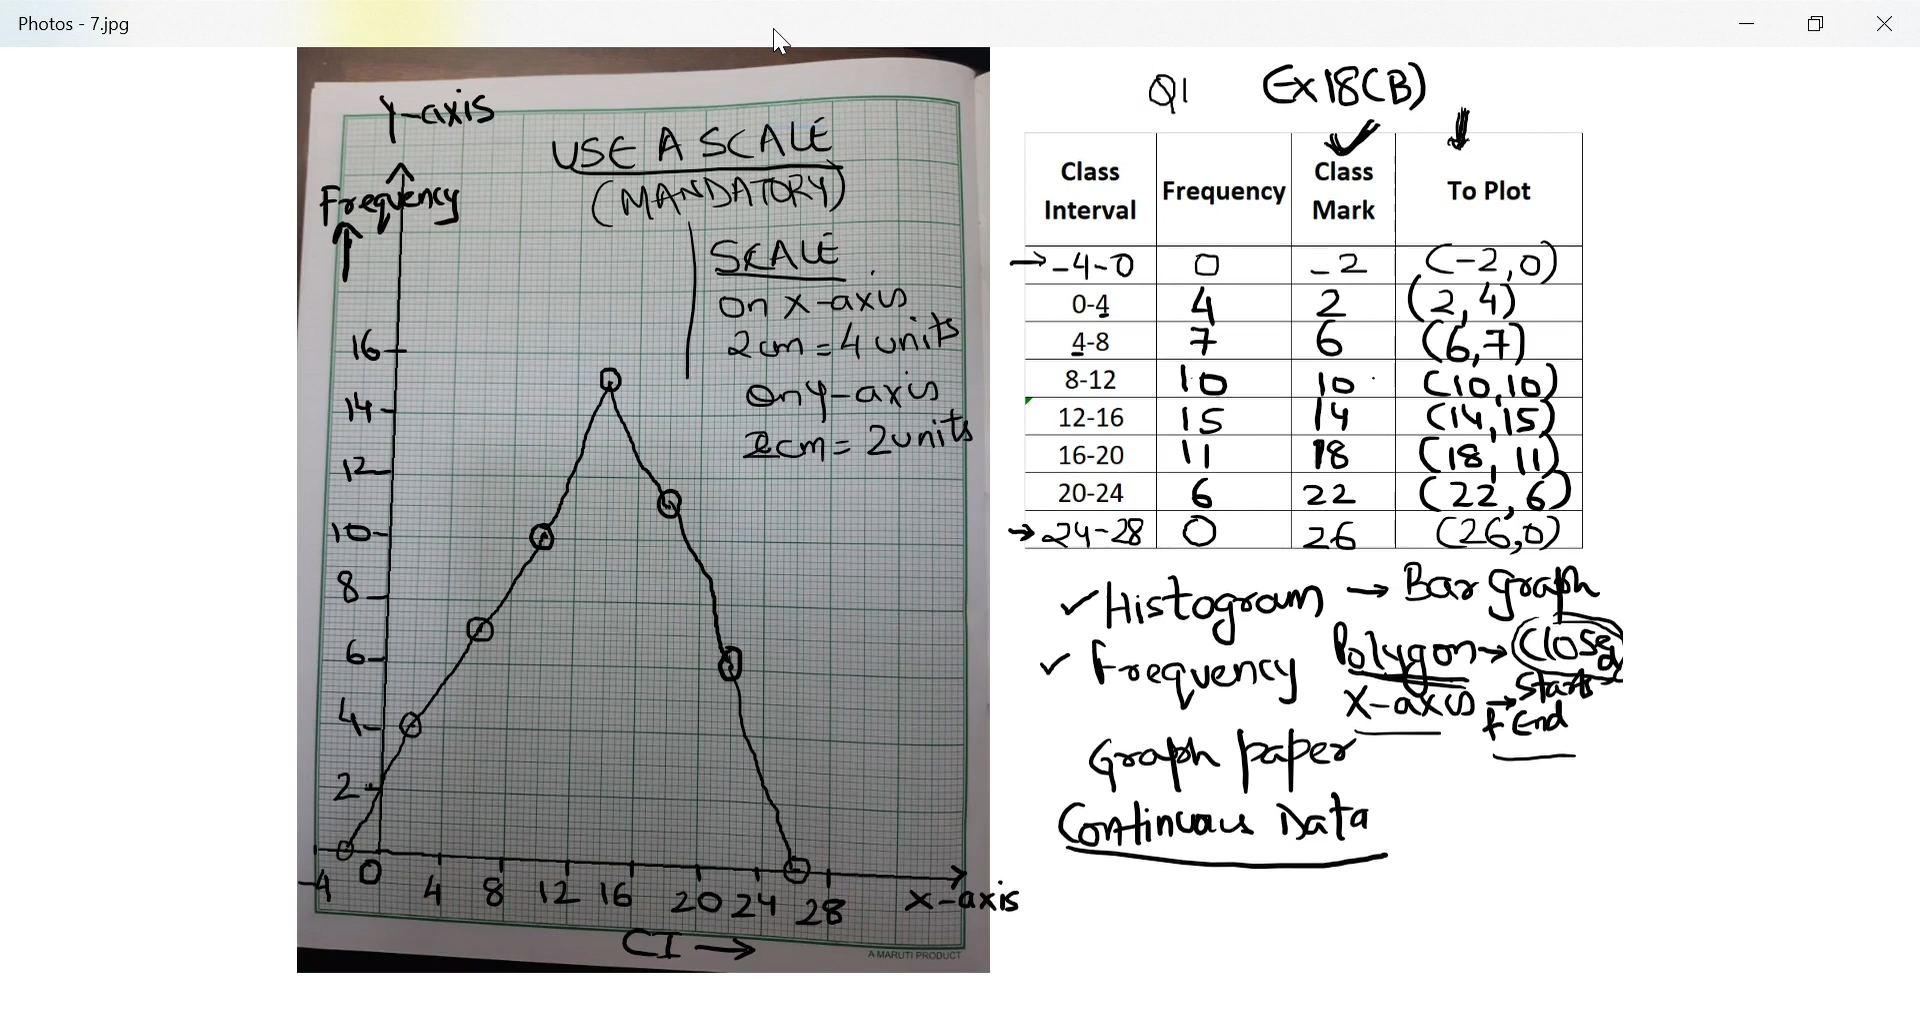 Photos - 7.jpg
Y-axis
Frequency
USE A SCALE
(MANDATORY)
SCALE
On x-axis
2cm = 4 units
On y-axis
2cm = 2 units
16
14
12
10
8
6
4
2
-4 0 4 8 12 16 20 24 28
x-axis
CI →
A MARUTI PRODUCT
Q1 Ex 18(B)
Class Interval Frequency Class Mark To Plot
→ -4-0 0 -2 (-2,0)
0-4 4 2 (2,4)
4-8 7 6 (6,7)
8-12 10 10 (10,10)
12-16 15 14 (14,15)
16-20 11 18 (18,11)
20-24 6 22 (22,6)
→ 24-28 0 26 (26,0)
✓ Histogram → Bar Graph
✓ Frequency Polygon → Closed
X-axis → Starts
+ End
Graph paper
Continuous Data